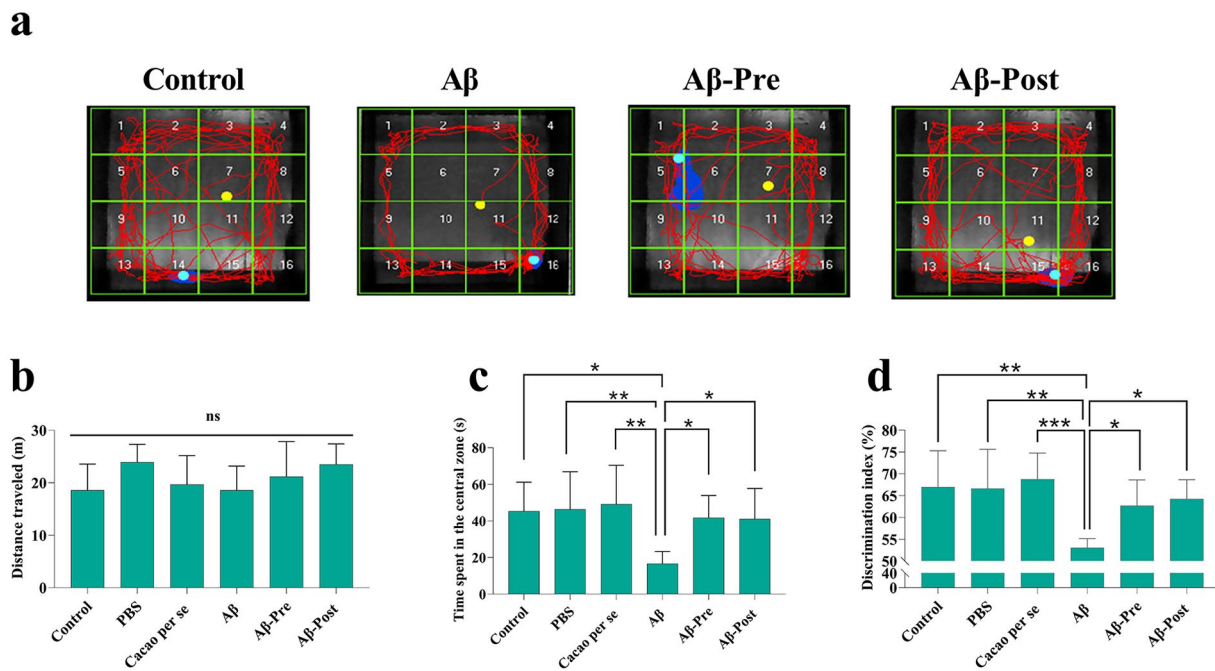 a
Control
Aβ
Aβ-Pre
Aβ-Post
1 2 3 4
5 6 7 8
9 10 11 12
13 14 15 16
1 2 3 4
5 6 7 8
9 10 11 12
13 14 15 16
1 2 3 4
5 6 7 8
9 10 11 12
13 14 15 16
1 2 3 4
5 6 7 8
9 10 11 12
13 14 15 16
b
ns
Distance traveled (m)
30
20
10
0
Control
PBS
Cacao per se
Aβ
Aβ-Pre
Aβ-Post
c
*
**
*
**
*
Time spent in the central zone (s)
80
60
40
20
0
Control
PBS
Cacao per se
Aβ
Aβ-Pre
Aβ-Post
d
**
**
*
***
*
Discrimination index (%)
80
75
70
65
60
55
50
40
0
Control
PBS
Cacao per se
Aβ
Aβ-Pre
Aβ-Post